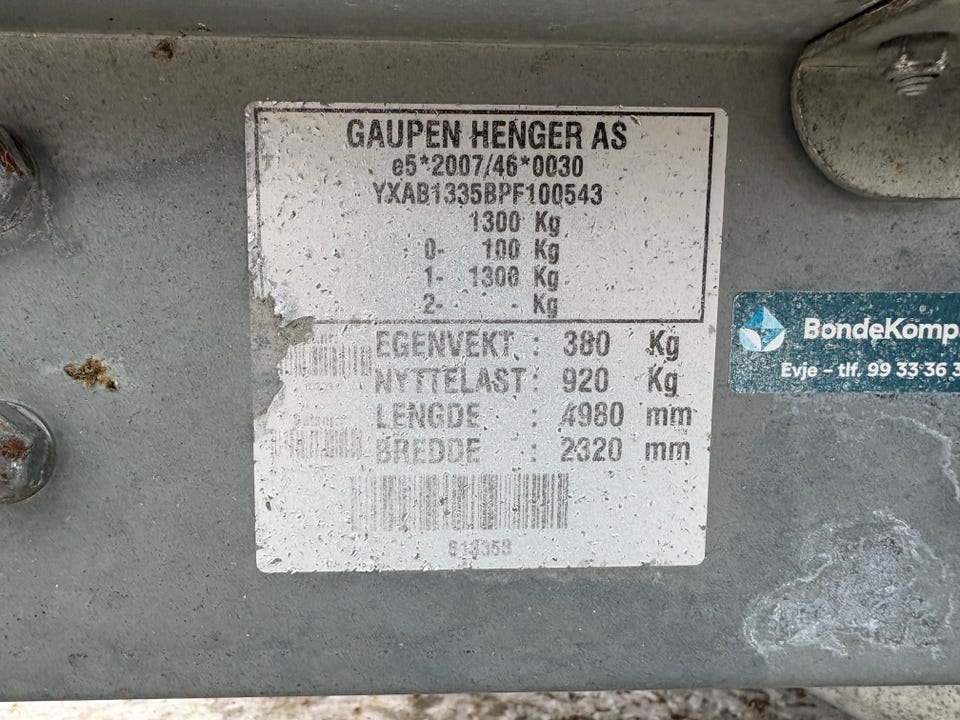 GAUPEN HENGER AS
e5*2007/46*0030
YXAB1335BPF100543
1300 Kg
0- 100 Kg
1- 1300 Kg
2- - Kg
EGENVEKT : 380 Kg
NYTTELAST : 920 Kg
LENGDE : 4980 mm
BREDDE : 2320 mm
BondeKomp
Evje – tlf. 99 33 36 3